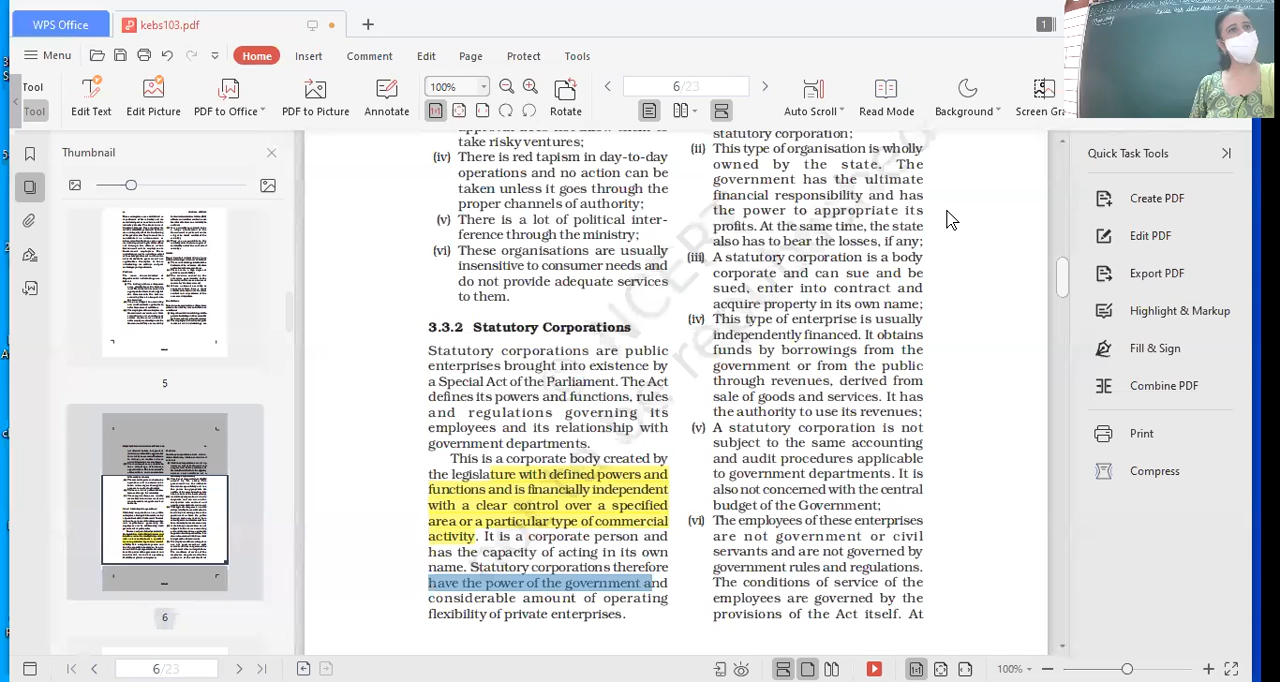 WPS Office
kebs103.pdf
1
Menu
Home
Insert
Comment
Edit
Page
Protect
Tools
Tool
Tool
Edit Text
Edit Picture
PDF to Office
PDF to Picture
Annotate
100%
Rotate
6/23
Auto Scroll
Read Mode
Background
Screen Gra
Thumbnail
5
6
take risky ventures;
(iv) There is red tapism in day-to-day
operations and no action can be
taken unless it goes through the
proper channels of authority;
(v) There is a lot of political inter-
ference through the ministry;
(vi) These organisations are usually
insensitive to consumer needs and
do not provide adequate services
to them.
3.3.2 Statutory Corporations
Statutory corporations are public
enterprises brought into existence by
a Special Act of the Parliament. The Act
defines its powers and functions, rules
and regulations governing its
employees and its relationship with
government departments.
This is a corporate body created by
the legislature with defined powers and
functions and is financially independent
with a clear control over a specified
area or a particular type of commercial
activity. It is a corporate person and
has the capacity of acting in its own
name. Statutory corporations therefore
have the power of the government and
considerable amount of operating
flexibility of private enterprises.
statutory corporation;
(ii) This type of organisation is wholly
owned by the state. The
government has the ultimate
financial responsibility and has
the power to appropriate its
profits. At the same time, the state
also has to bear the losses, if any;
(iii) A statutory corporation is a body
corporate and can sue and be
sued, enter into contract and
acquire property in its own name;
(iv) This type of enterprise is usually
independently financed. It obtains
funds by borrowings from the
government or from the public
through revenues, derived from
sale of goods and services. It has
the authority to use its revenues;
(v) A statutory corporation is not
subject to the same accounting
and audit procedures applicable
to government departments. It is
also not concerned with the central
budget of the Government;
(vi) The employees of these enterprises
are not government or civil
servants and are not governed by
government rules and regulations.
The conditions of service of the
employees are governed by the
provisions of the Act itself. At
Quick Task Tools
Create PDF
Edit PDF
Export PDF
Highlight & Markup
Fill & Sign
Combine PDF
Print
Compress
6/23
100%